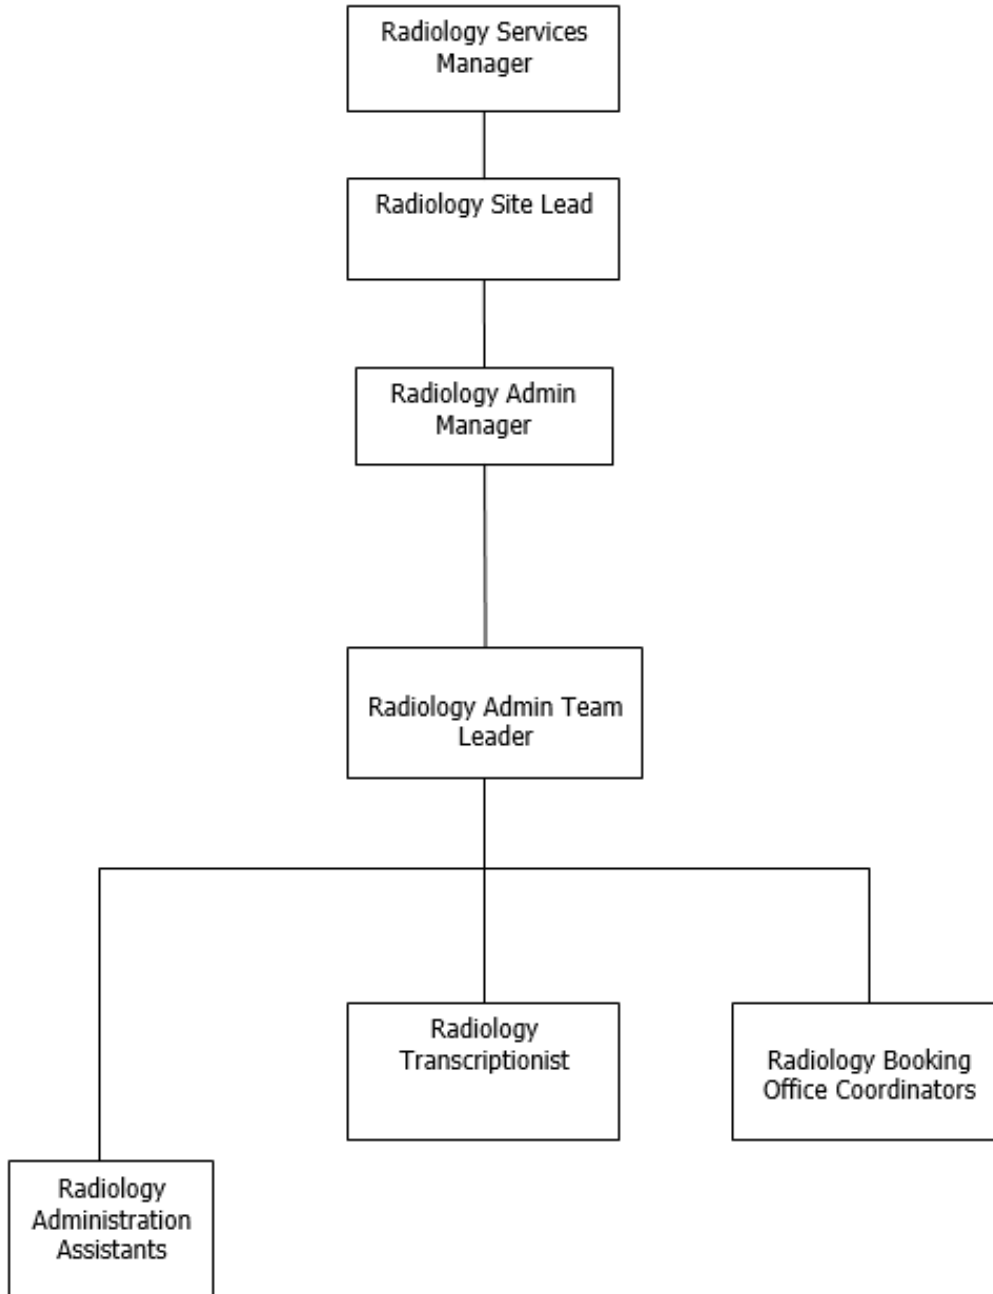 Radiology Services
Manager
Radiology Site Lead
Radiology Admin
Manager
Radiology Admin Team
Leader
Radiology
Transcriptionist
Radiology Booking
Office Coordinators
Radiology
Administration
Assistants